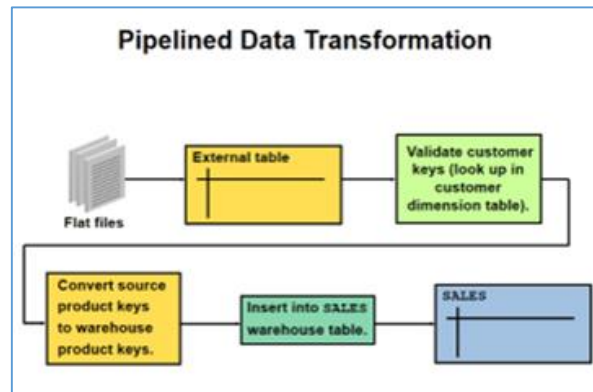 Pipelined Data Transformation
Flat files
External table
Validate customer
keys (look up in
customer
dimension table).
Convert source
product keys
to warehouse
product keys.
Insert into SALES
warehouse table.
SALES